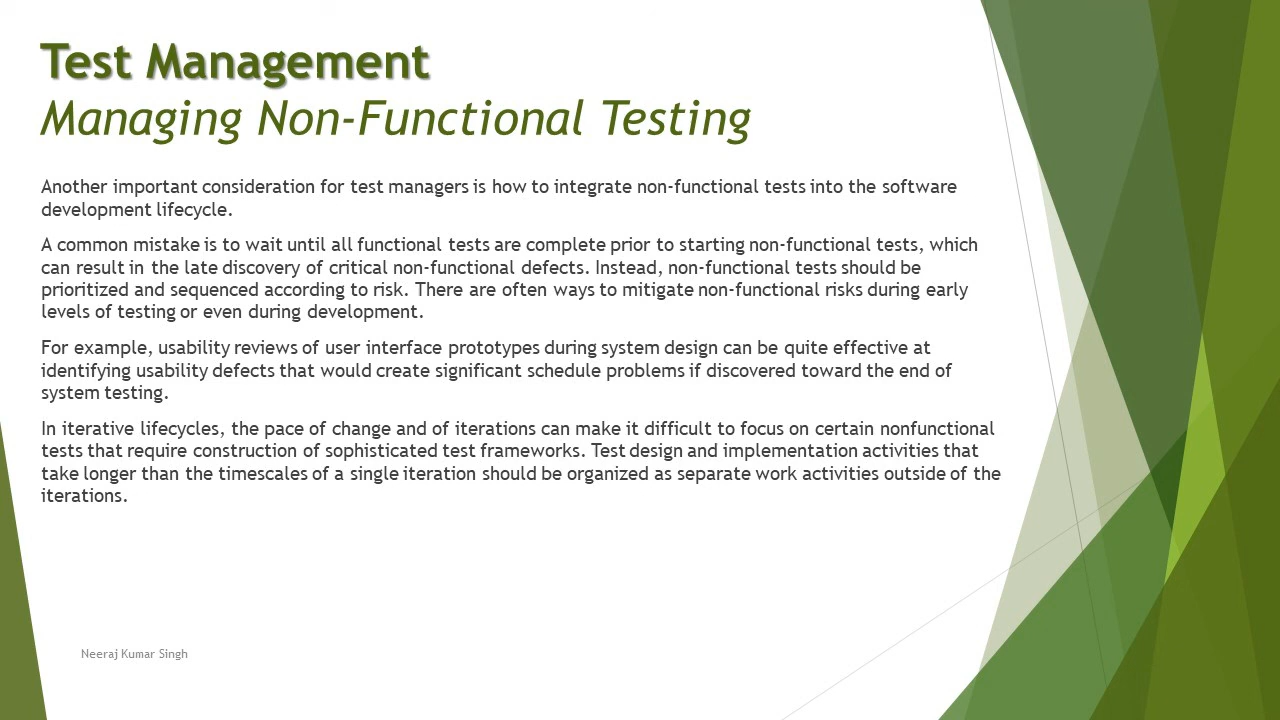 Test Management
Managing Non-Functional Testing
Another important consideration for test managers is how to integrate non-functional tests into the software
development lifecycle.
A common mistake is to wait until all functional tests are complete prior to starting non-functional tests, which
can result in the late discovery of critical non-functional defects. Instead, non-functional tests should be
prioritized and sequenced according to risk. There are often ways to mitigate non-functional risks during early
levels of testing or even during development.
For example, usability reviews of user interface prototypes during system design can be quite effective at
identifying usability defects that would create significant schedule problems if discovered toward the end of
system testing.
In iterative lifecycles, the pace of change and of iterations can make it difficult to focus on certain nonfunctional
tests that require construction of sophisticated test frameworks. Test design and implementation activities that
take longer than the timescales of a single iteration should be organized as separate work activities outside of the
iterations.
Neeraj Kumar Singh